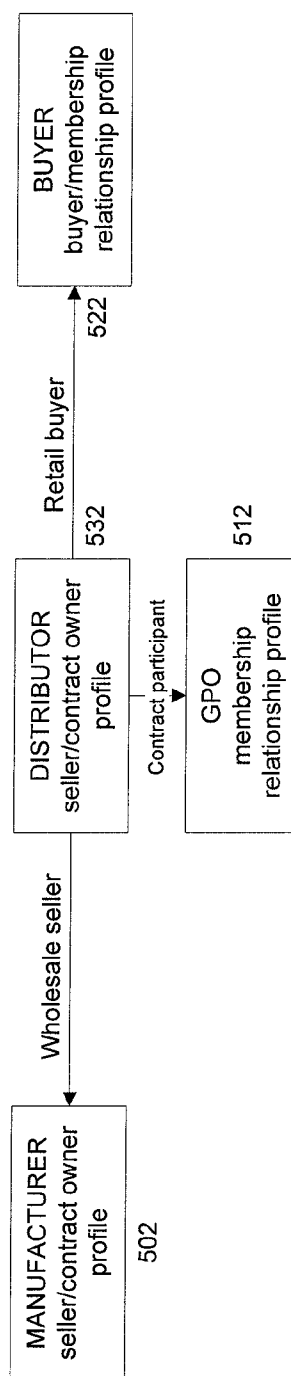 MANUFACTURER
seller/contract owner
profile
502
Wholesale seller
DISTRIBUTOR
seller/contract owner
profile
532
Contract participant
GPO
membership
relationship profile
512
Retail buyer
BUYER
buyer/membership
relationship profile
522